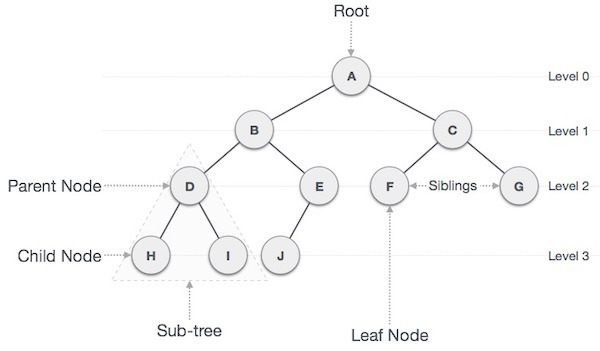 Root
A
Level 0
B
C
Level 1
Parent Node
D
E
F
Siblings
G
Level 2
Child Node
H
I
J
Level 3
Sub-tree
Leaf Node